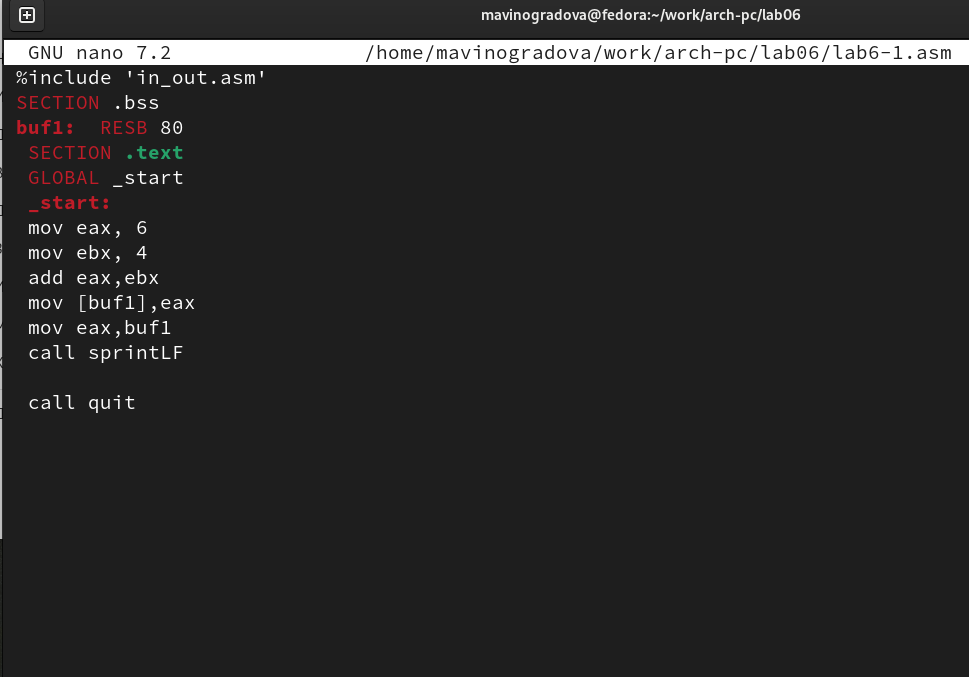 mavinogradova@fedora:~/work/arch-pc/lab06
GNU nano 7.2 /home/mavinogradova/work/arch-pc/lab06/lab6-1.asm
%include 'in_out.asm'
SECTION .bss
buf1: RESB 80
SECTION .text
GLOBAL _start
_start:
mov eax, 6
mov ebx, 4
add eax,ebx
mov [buf1],eax
mov eax,buf1
call sprintLF
call quit